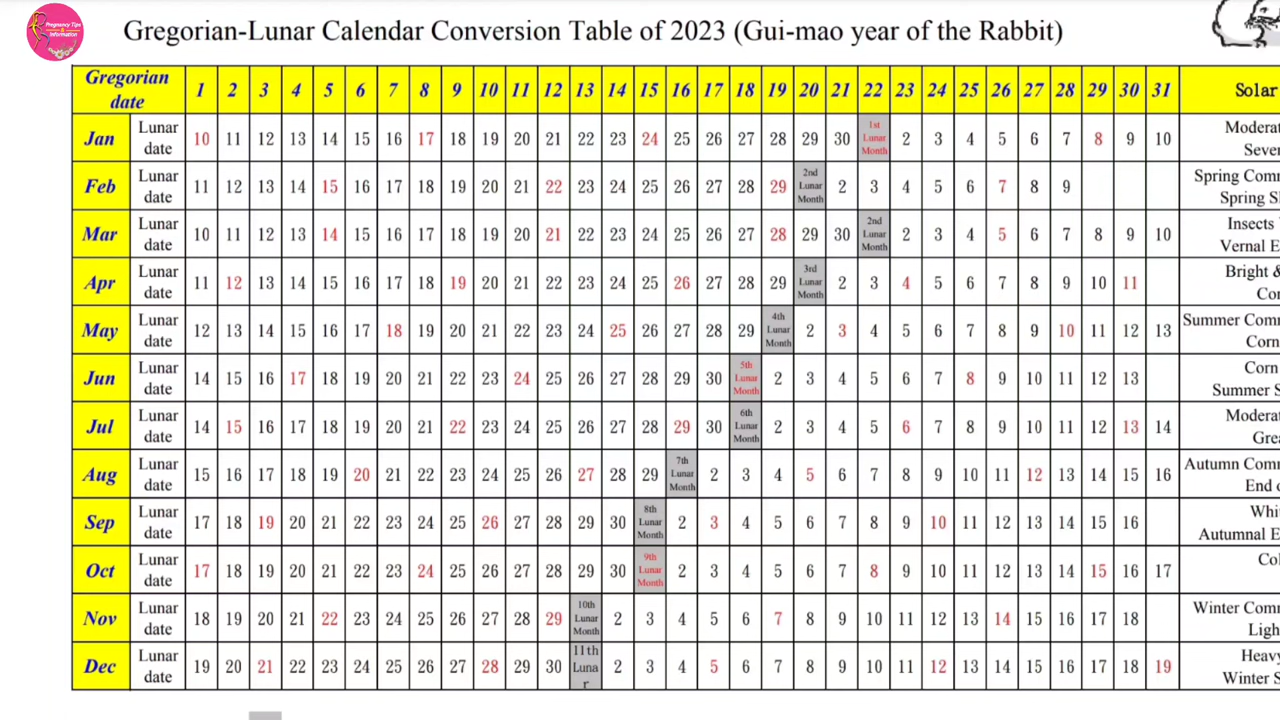 Pregnancy Tips
&
Information
Gregorian-Lunar Calendar Conversion Table of 2023 (Gui-mao year of the Rabbit)
Gregorian date 1 2 3 4 5 6 7 8 9 10 11 12 13 14 15 16 17 18 19 20 21 22 23 24 25 26 27 28 29 30 31 Solar
Jan Lunar date 10 11 12 13 14 15 16 17 18 19 20 21 22 23 24 25 26 27 28 29 30 1st Lunar Month 2 3 4 5 6 7 8 9 10 Moderat Sever
Feb Lunar date 11 12 13 14 15 16 17 18 19 20 21 22 23 24 25 26 27 28 29 2nd Lunar Month 2 3 4 5 6 7 8 9 Spring Com Spring S
Mar Lunar date 10 11 12 13 14 15 16 17 18 19 20 21 22 23 24 25 26 27 28 29 30 2nd Lunar Month 2 3 4 5 6 7 8 9 10 Insects Vernal E
Apr Lunar date 11 12 13 14 15 16 17 18 19 20 21 22 23 24 25 26 27 28 29 3rd Lunar Month 2 3 4 5 6 7 8 9 10 11 Bright & Co
May Lunar date 12 13 14 15 16 17 18 19 20 21 22 23 24 25 26 27 28 29 4th Lunar Month 2 3 4 5 6 7 8 9 10 11 12 13 Summer Com Corn
Jun Lunar date 14 15 16 17 18 19 20 21 22 23 24 25 26 27 28 29 30 5th Lunar Month 2 3 4 5 6 7 8 9 10 11 12 13 Corn Summer S
Jul Lunar date 14 15 16 17 18 19 20 21 22 23 24 25 26 27 28 29 30 6th Lunar Month 2 3 4 5 6 7 8 9 10 11 12 13 14 Moderat Grea
Aug Lunar date 15 16 17 18 19 20 21 22 23 24 25 26 27 28 29 7th Lunar Month 2 3 4 5 6 7 8 9 10 11 12 13 14 15 16 Autumn Com End o
Sep Lunar date 17 18 19 20 21 22 23 24 25 26 27 28 29 30 8th Lunar Month 2 3 4 5 6 7 8 9 10 11 12 13 14 15 16 Whi Autumnal E
Oct Lunar date 17 18 19 20 21 22 23 24 25 26 27 28 29 30 9th Lunar Month 2 3 4 5 6 7 8 9 10 11 12 13 14 15 16 17 Co
Nov Lunar date 18 19 20 21 22 23 24 25 26 27 28 29 10th Lunar Month 2 3 4 5 6 7 8 9 10 11 12 13 14 15 16 17 18 Winter Com Ligh
Dec Lunar date 19 20 21 22 23 24 25 26 27 28 29 30 11th Luna r 2 3 4 5 6 7 8 9 10 11 12 13 14 15 16 17 18 19 Heavy Winter S